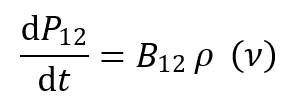 dP₁₂/dt = B₁₂ ρ (ν)